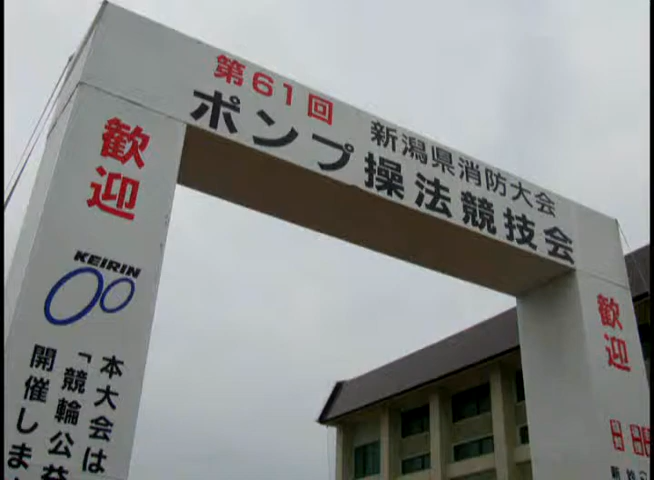 第61回
新潟県消防大会
ポンプ操法競技会
歓迎
KEIRIN
本大会は
「競輪公益
開催しま
歓迎